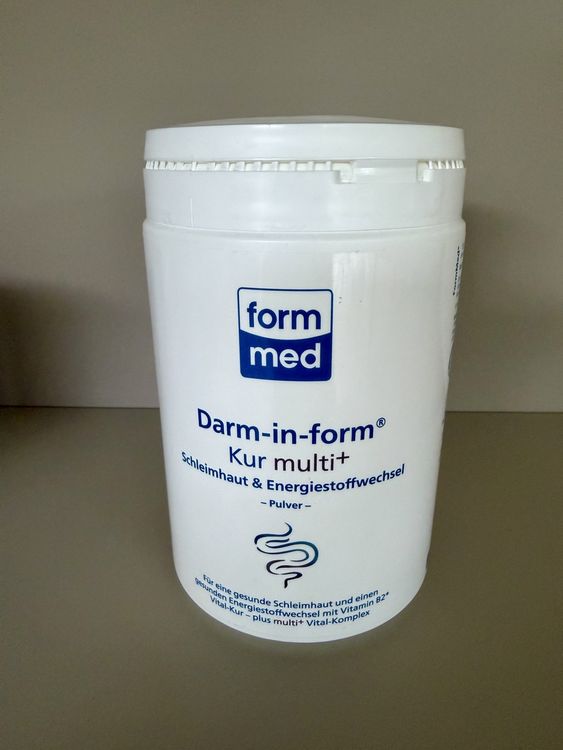 form
med
Darm-in-form®
Kur multi+
Schleimhaut & Energiestoffwechsel
– Pulver –
Für eine gesunde Schleimhaut und einen
gesunden Energiestoffwechsel mit Vitamin B2*
Vital-Kur – plus multi+ Vital-Komplex
FormMed